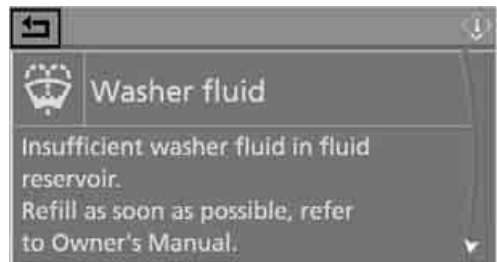 Washer fluid
Insufficient washer fluid in fluid
reservoir.
Refill as soon as possible, refer
to Owner's Manual.